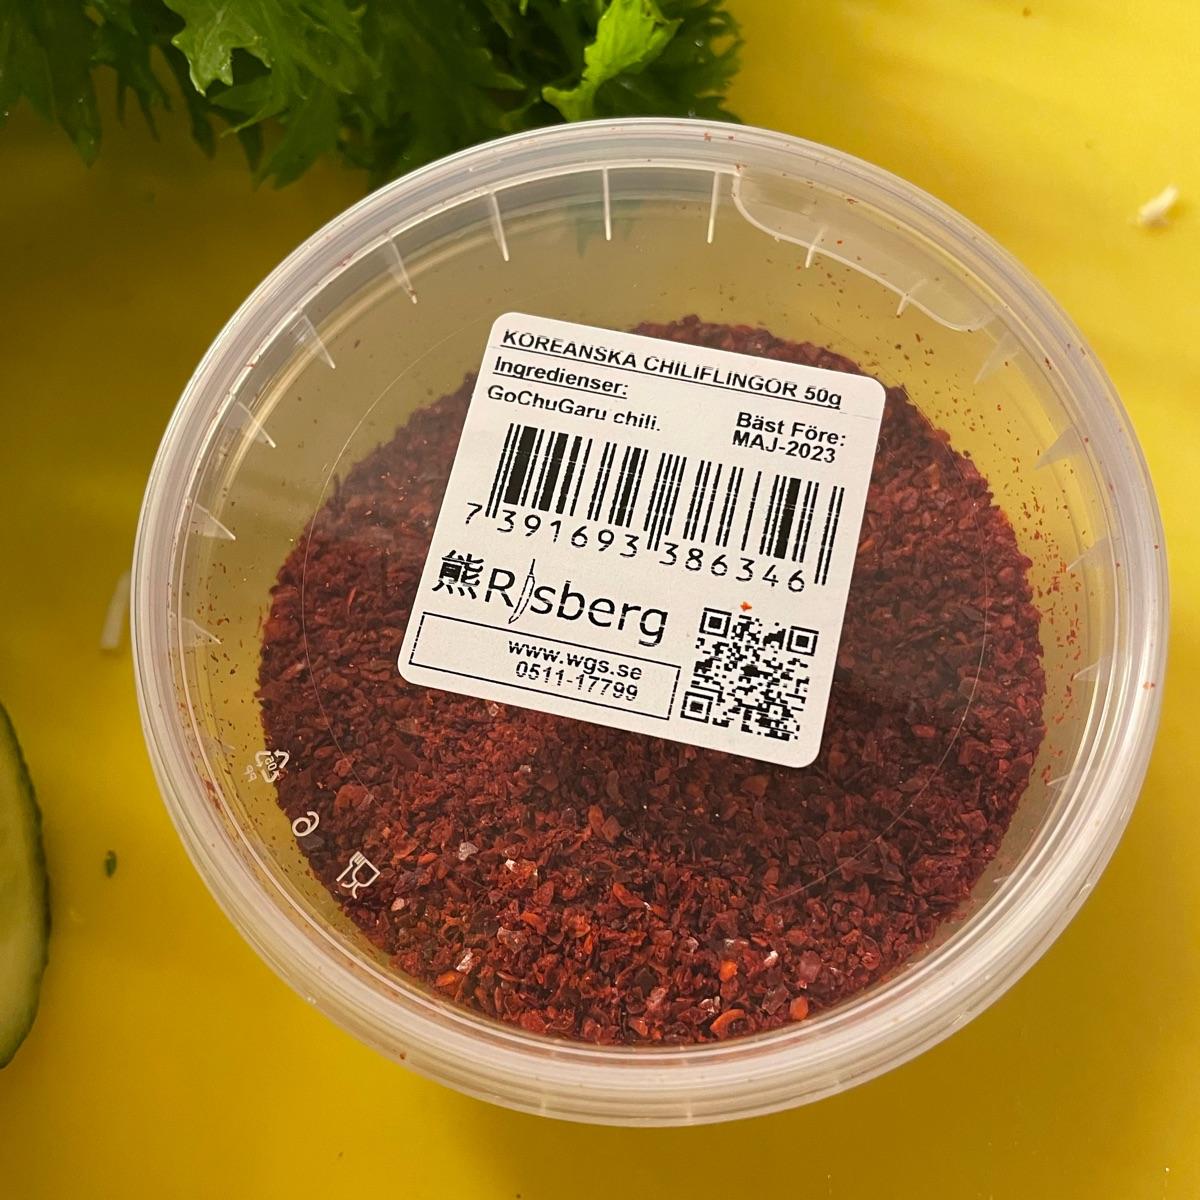 KOREANSKA CHILIFLINGOR 50g
Ingredienser:
GoChuGaru chili.
Bäst Före:
MAJ-2023
7 391693 386346
熊Risberg
www.wgs.se
0511-17799